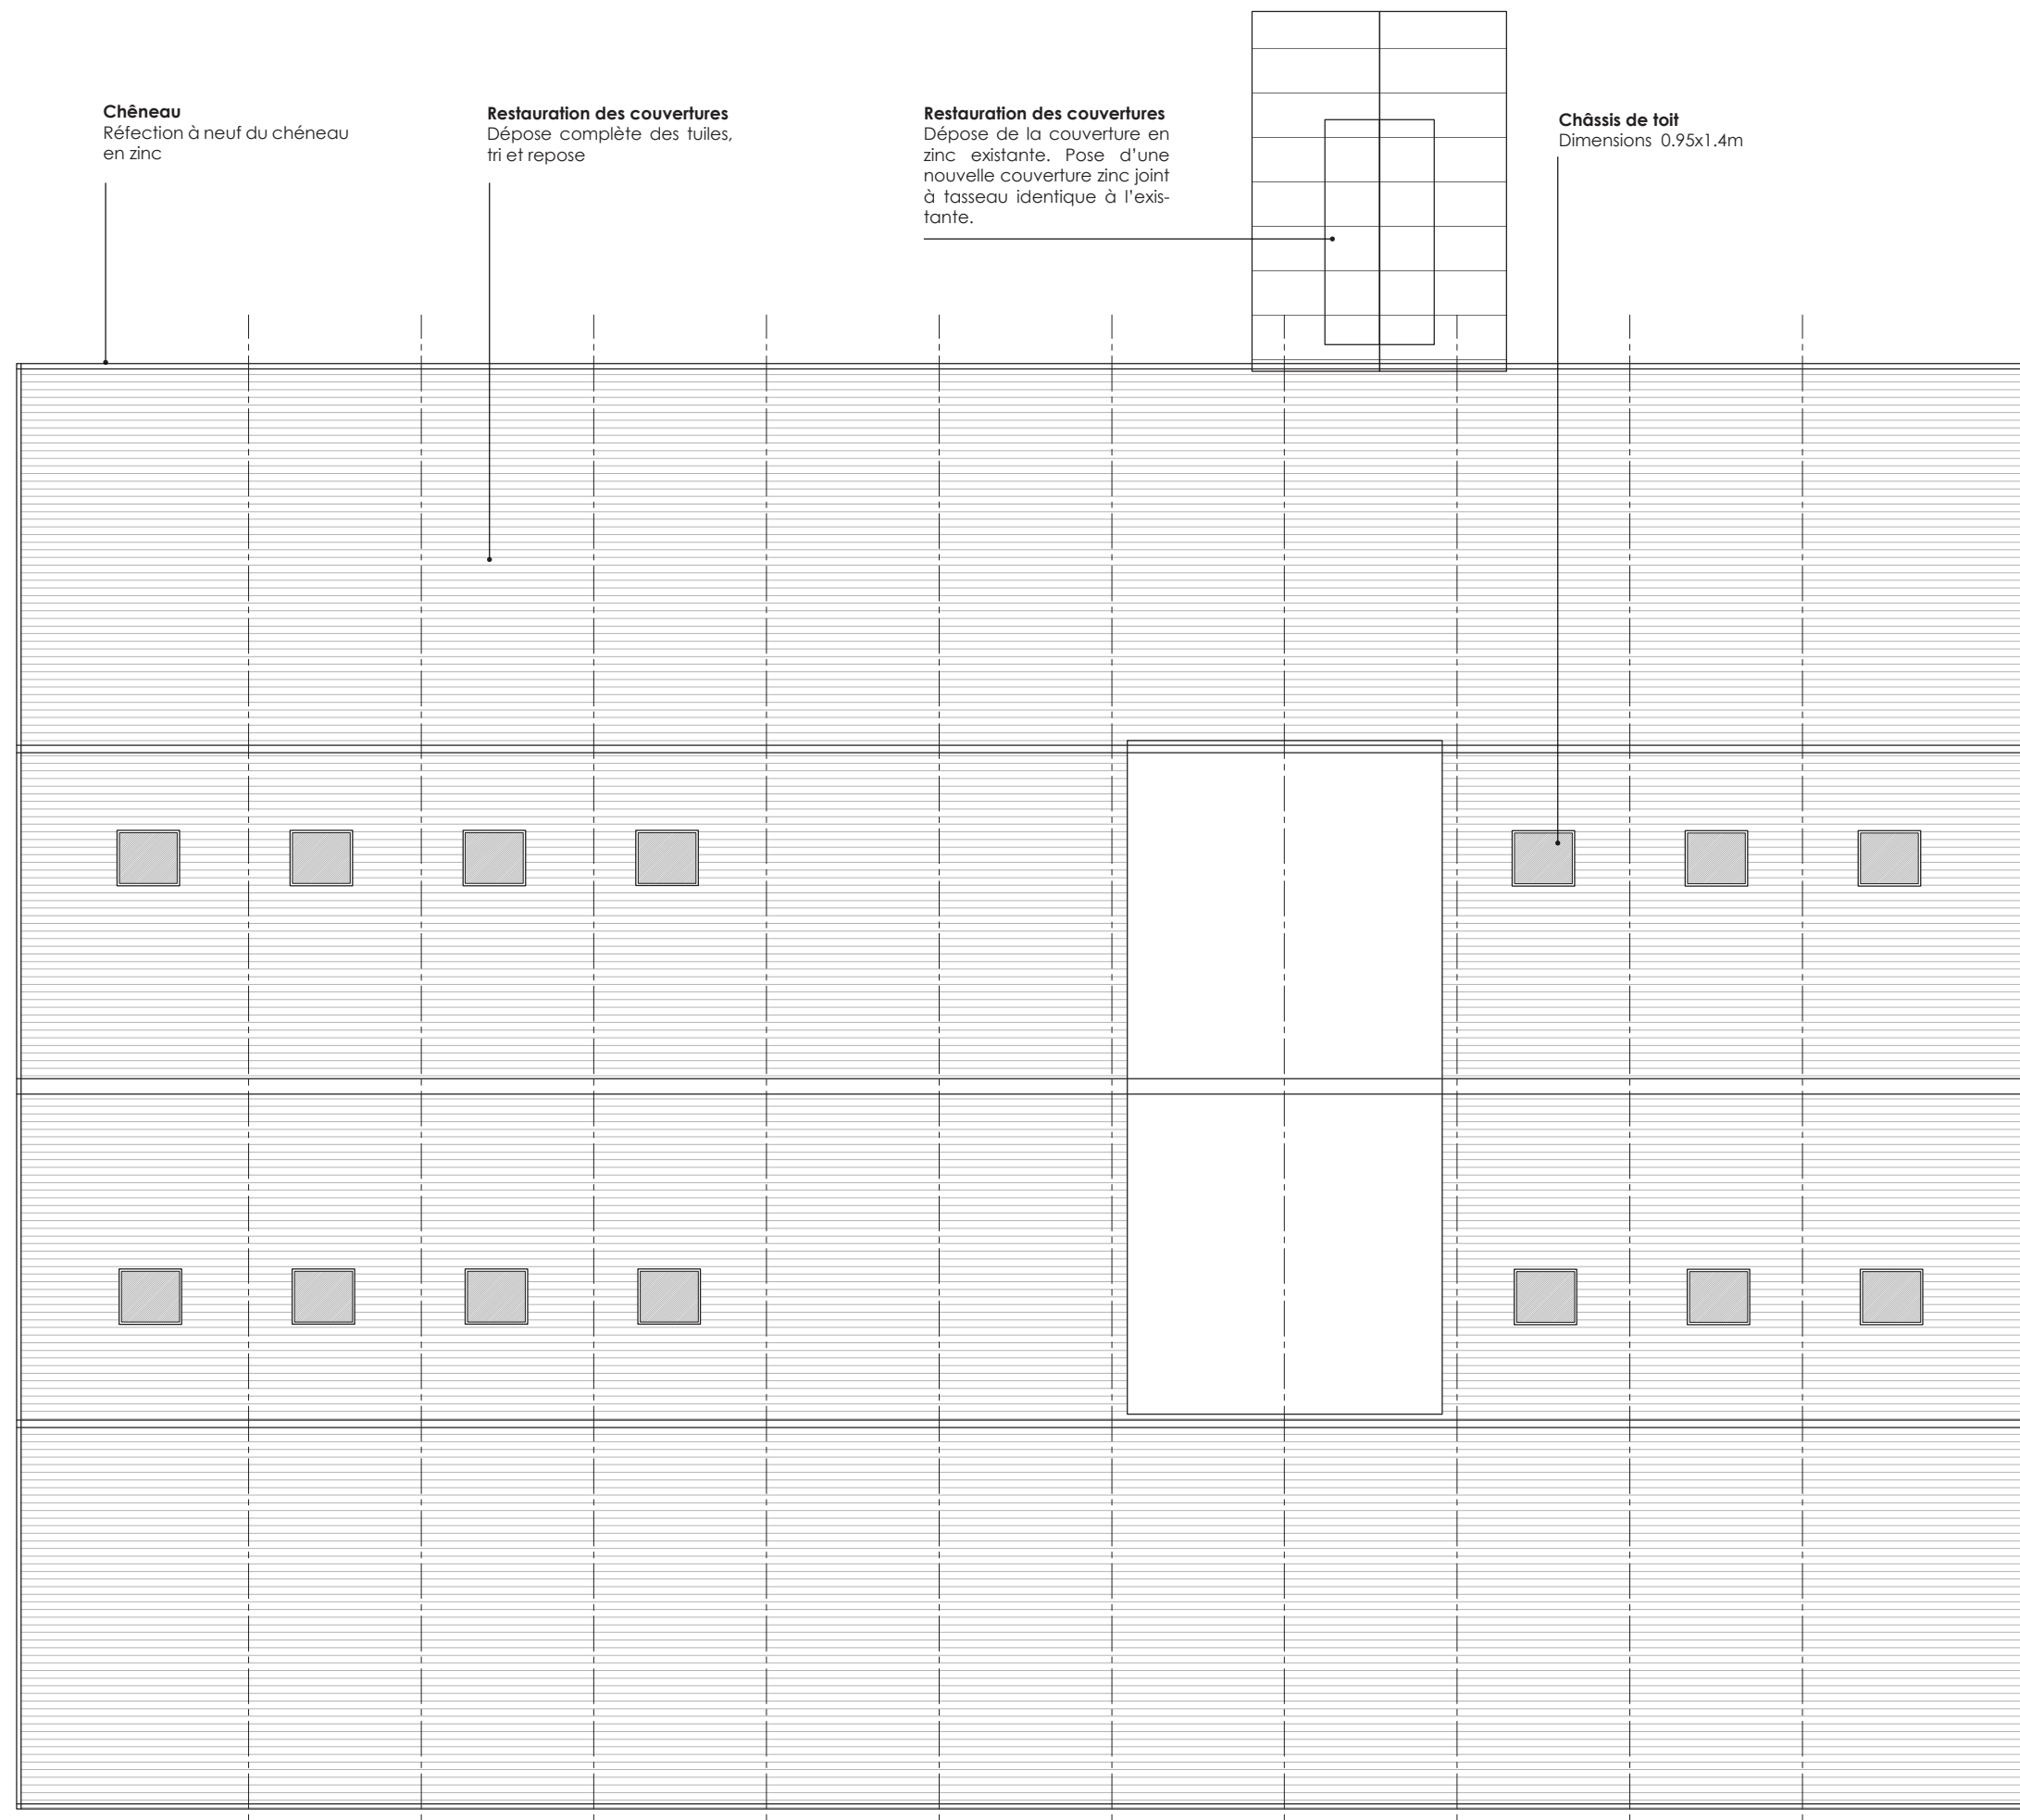 Chêneau
Réfection à neuf du chéneau
en zinc
Restauration des couvertures
Dépose complète des tuiles,
tri et repose
Restauration des couvertures
Dépose de la couverture en
zinc existante. Pose d'une
nouvelle couverture zinc joint
à tasseau identique à l'exis-
tante.
Châssis de toit
Dimensions 0.95x1.4m